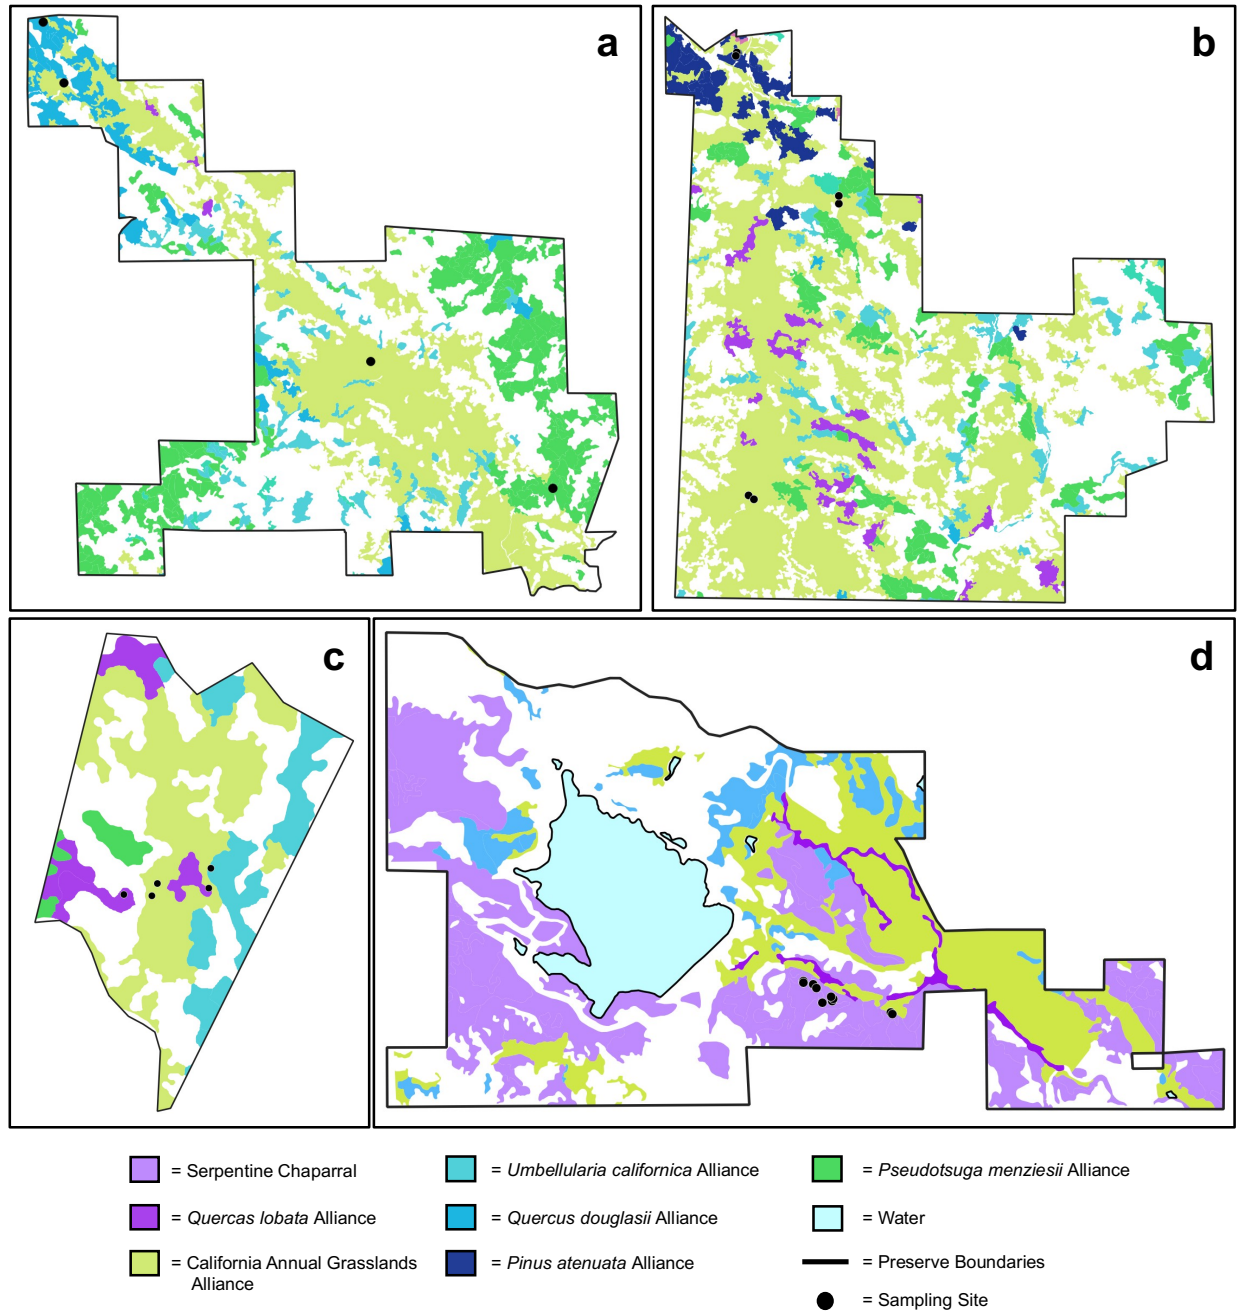 a
b
c
d
= Serpentine Chaparral
= Quercas lobata Alliance
= California Annual Grasslands
Alliance
= Umbellularia californica Alliance
= Quercus douglasii Alliance
= Pinus atenuata Alliance
= Pseudotsuga menziesii Alliance
= Water
= Preserve Boundaries
= Sampling Site